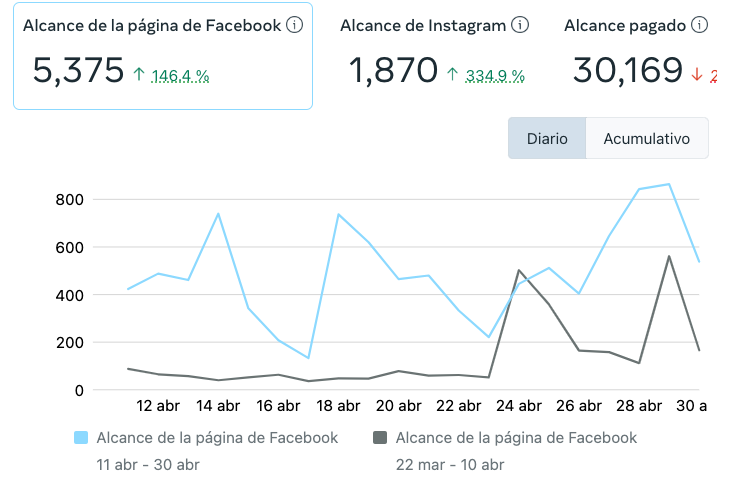 Alcance de la página de Facebook
5,375 ↑ 146.4 %
Alcance de Instagram
1,870 ↑ 334.9 %
Alcance pagado
30,169 ↓
Diario
Acumulativo
800
600
400
200
0
12 abr 14 abr 16 abr 18 abr 20 abr 22 abr 24 abr 26 abr 28 abr 30 a
Alcance de la página de Facebook
11 abr - 30 abr
Alcance de la página de Facebook
22 mar - 10 abr